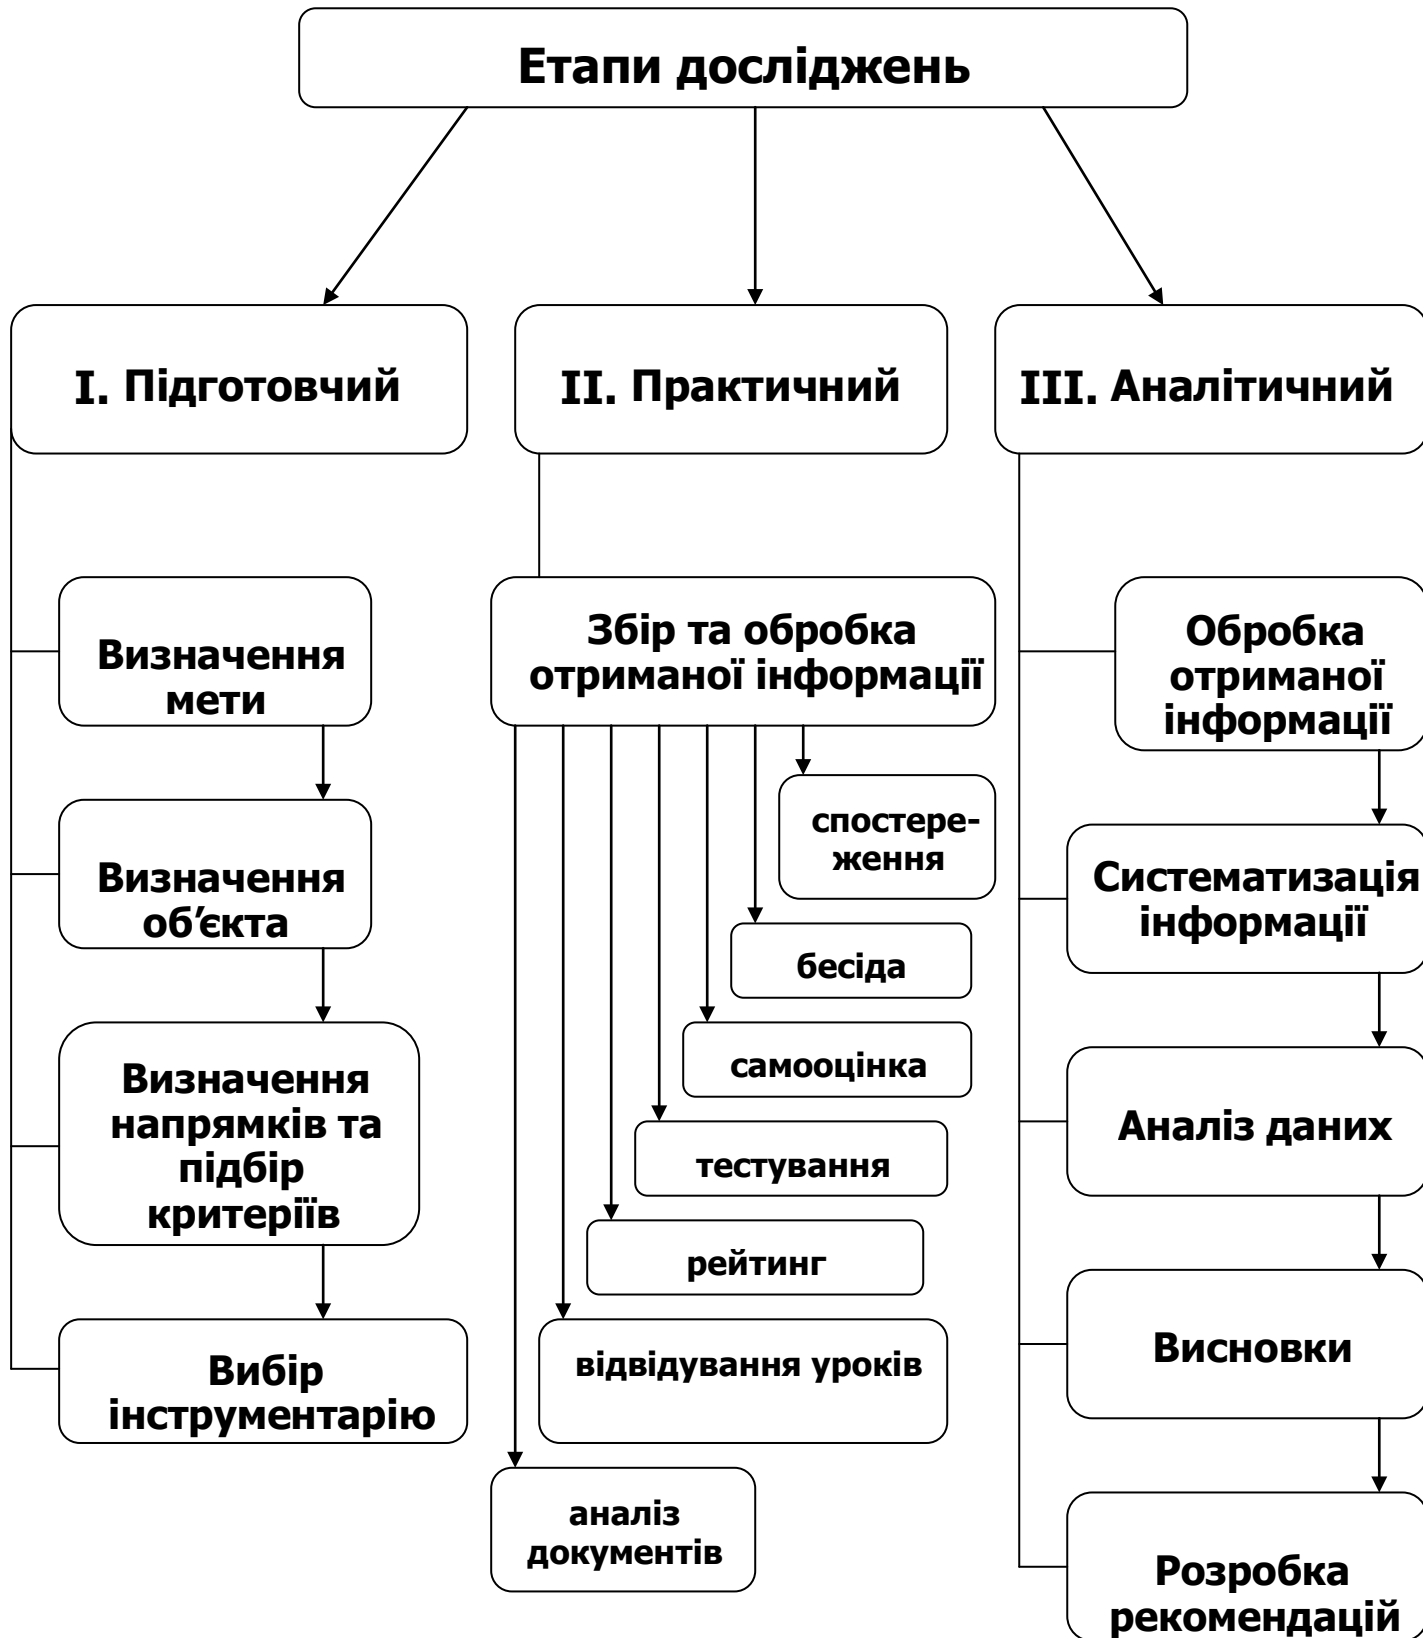 Етапи досліджень
I. Підготовчий
II. Практичний
III. Аналітичний
Визначення
мети
Визначення
об’єкта
Визначення
напрямків та
підбір
критеріїв
Вибір
інструментарію
Збір та обробка
отриманої інформації
спостере-
ження
бесіда
самооцінка
тестування
рейтинг
відвідування уроків
аналіз
документів
Обробка
отриманої
інформації
Систематизація
інформації
Аналіз даних
Висновки
Розробка
рекомендацій